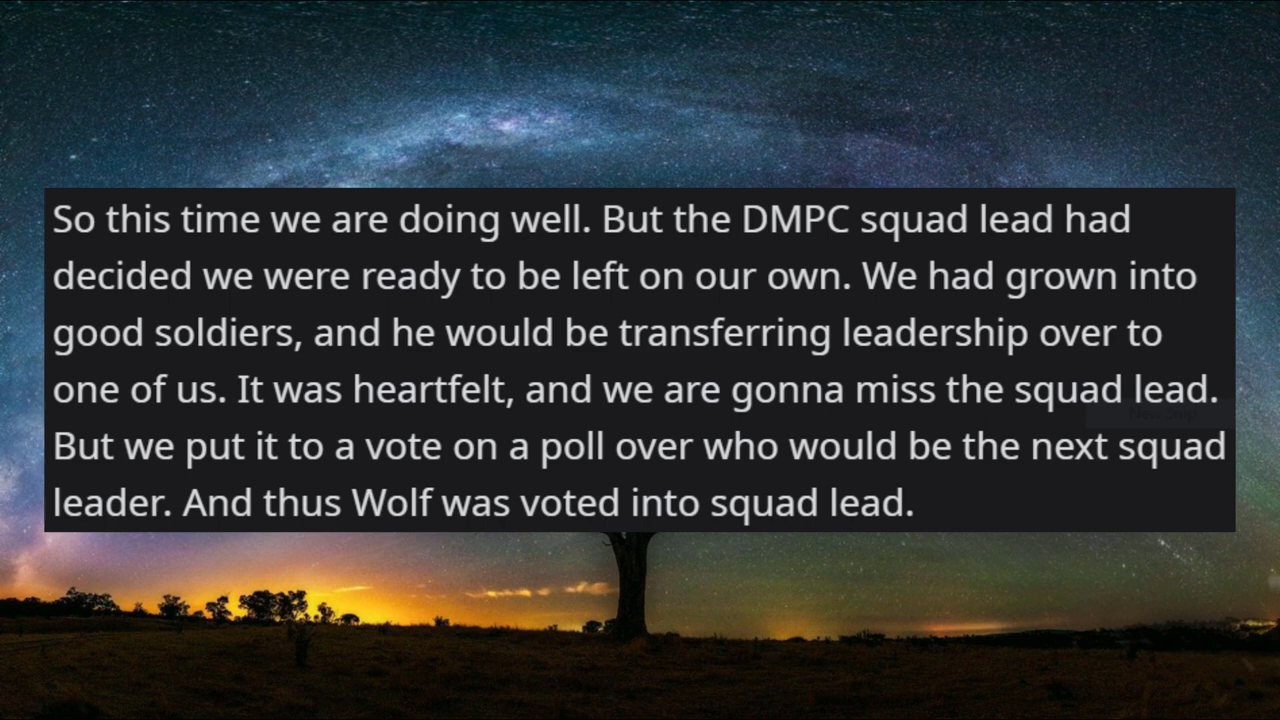 So this time we are doing well. But the DMPC squad lead had
decided we were ready to be left on our own. We had grown into
good soldiers, and he would be transferring leadership over to
one of us. It was heartfelt, and we are gonna miss the squad lead.
But we put it to a vote on a poll over who would be the next squad
leader. And thus Wolf was voted into squad lead.